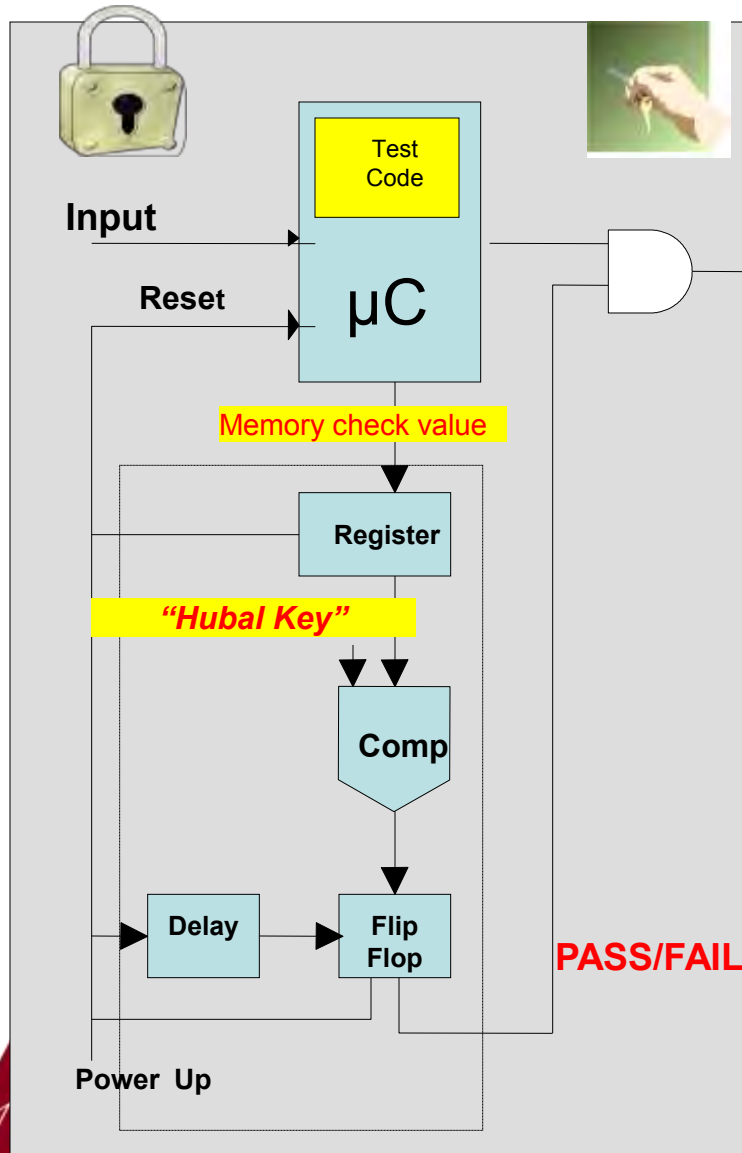 Test
Code
Input
Reset
µC
Memory check value
Register
“Hubal Key”
Comp
Delay
Flip
Flop
PASS/FAIL
Power Up